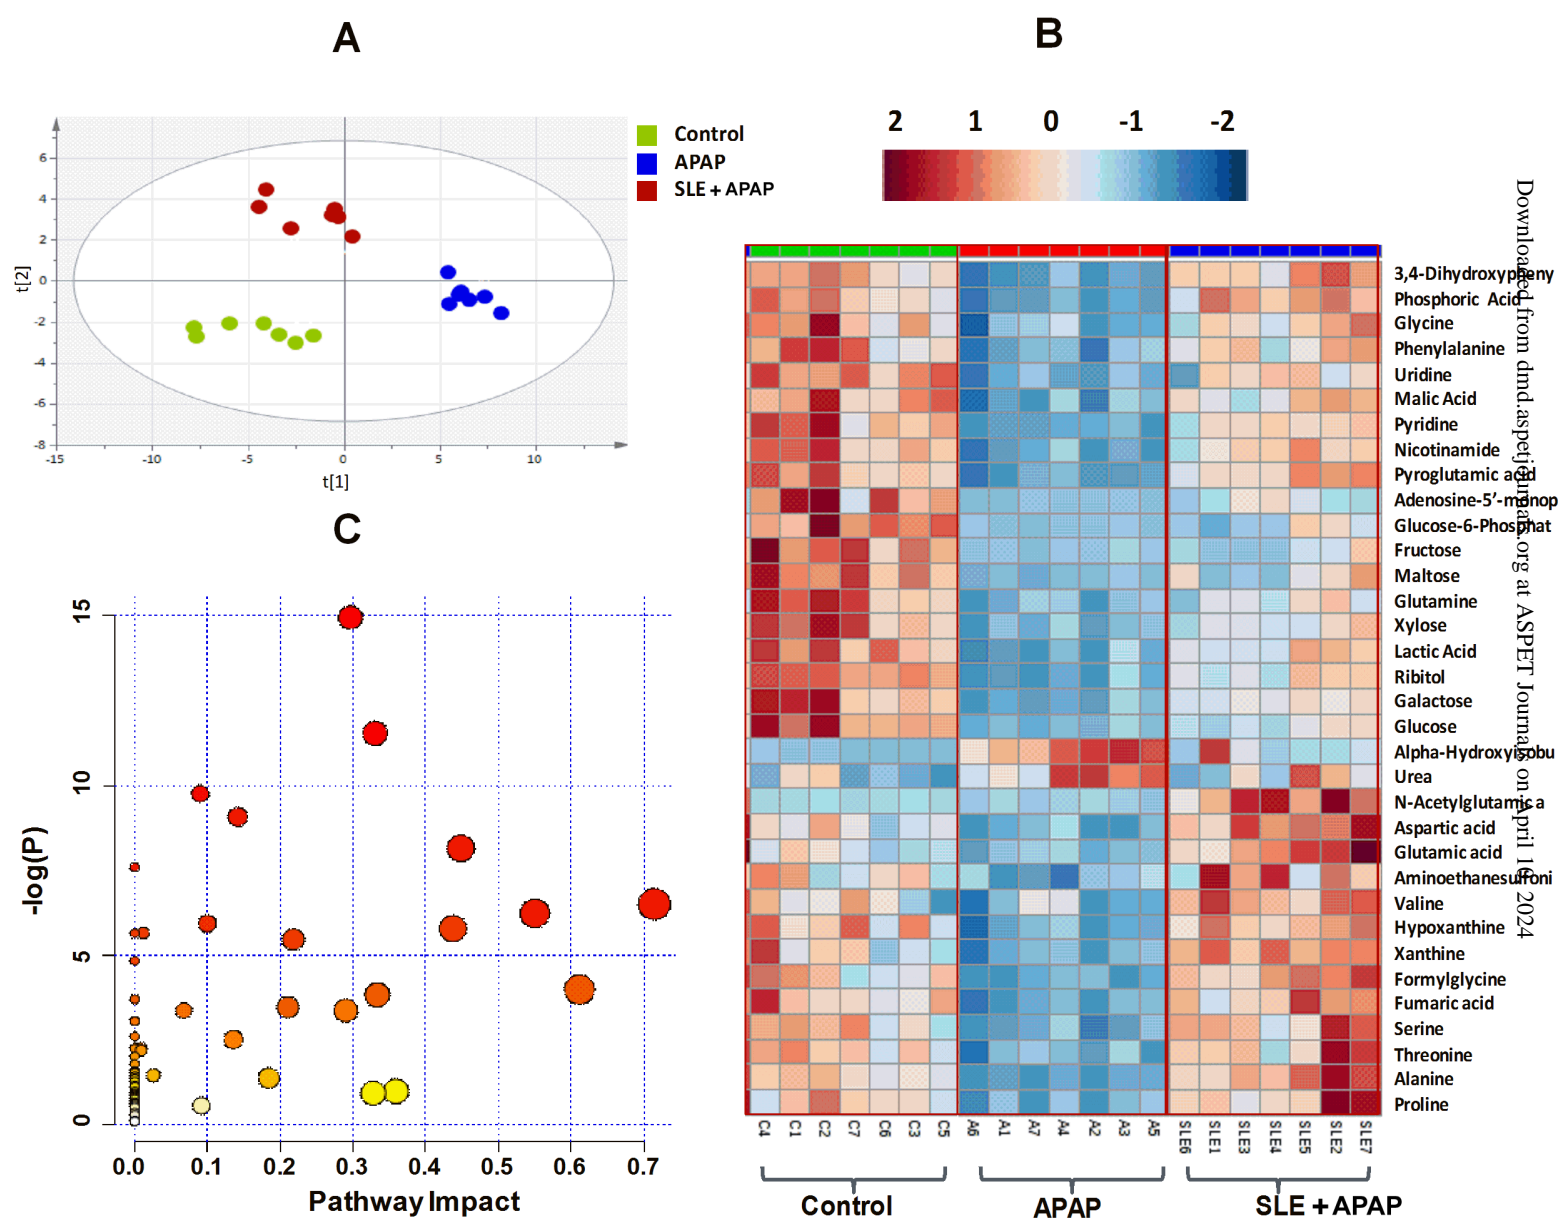 A
Control
APAP
SLE + APAP
6
4
2
0
-2
-4
-6
-8
t[2]
-15
-10
-5
0
5
10
t[1]
B
2 1 0 -1 -2
3,4-Dihydroxypheny
Phosphoric Acid
Glycine
Phenylalanine
Uridine
Malic Acid
Pyridine
Nicotinamide
Pyroglutamic acid
Adenosine-5’-monop
Glucose-6-Phosphat
Fructose
Maltose
Glutamine
Xylose
Lactic Acid
Ribitol
Galactose
Glucose
Alpha-Hydroxyisobu
Urea
N-Acetylglutamic a
Aspartic acid
Glutamic acid
Aminoethanesulfoni
Valine
Hypoxanthine
Xanthine
Formylglycine
Fumaric acid
Serine
Threonine
Alanine
Proline
C4 C1 C2 C7 C6 C3 C5 A6 A1 A7 A4 A2 A3 A5 SLE6 SLE1 SLE3 SLE4 SLE5 SLE2 SLE7
Control APAP SLE + APAP
C
15
10
5
0
-log(P)
0.0 0.1 0.2 0.3 0.4 0.5 0.6 0.7
Pathway Impact
Downloaded from dmd.aspetjournals.org at ASPET Journals on April 10, 2024